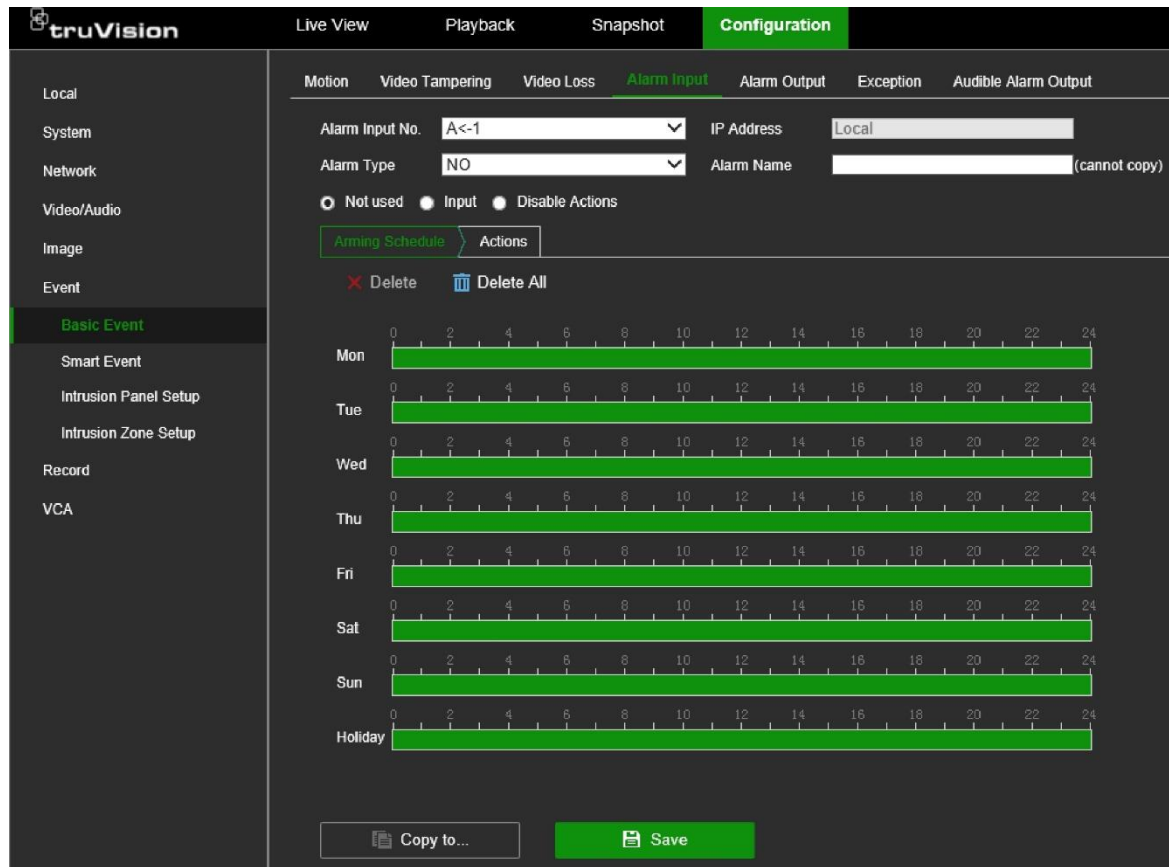 truVision Live View Playback Snapshot Configuration
Local
System
Network
Video/Audio
Image
Event
Basic Event
Smart Event
Intrusion Panel Setup
Intrusion Zone Setup
Record
VCA
Motion Video Tampering Video Loss Alarm Input Alarm Output Exception Audible Alarm Output
Alarm Input No. A<-1 IP Address Local
Alarm Type NO Alarm Name (cannot copy)
Not used Input Disable Actions
Arming Schedule Actions
Delete Delete All
0 2 4 6 8 10 12 14 16 18 20 22 24
Mon
0 2 4 6 8 10 12 14 16 18 20 22 24
Tue
0 2 4 6 8 10 12 14 16 18 20 22 24
Wed
0 2 4 6 8 10 12 14 16 18 20 22 24
Thu
0 2 4 6 8 10 12 14 16 18 20 22 24
Fri
0 2 4 6 8 10 12 14 16 18 20 22 24
Sat
0 2 4 6 8 10 12 14 16 18 20 22 24
Sun
0 2 4 6 8 10 12 14 16 18 20 22 24
Holiday
Copy to... Save